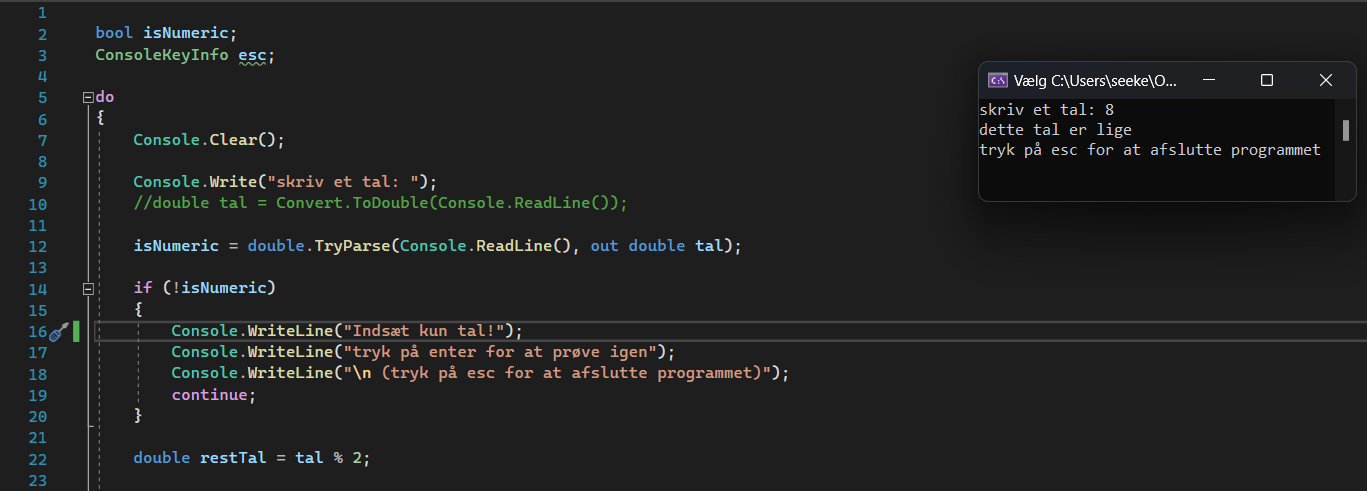 1
2 bool isNumeric;
3 ConsoleKeyInfo esc;
4
5 do
6 {
7 Console.Clear();
8
9 Console.Write("skriv et tal: ");
10 //double tal = Convert.ToDouble(Console.ReadLine());
11
12 isNumeric = double.TryParse(Console.ReadLine(), out double tal);
13
14 if (!isNumeric)
15 {
16 Console.WriteLine("Indsæt kun tal!");
17 Console.WriteLine("tryk på enter for at prøve igen");
18 Console.WriteLine("\n (tryk på esc for at afslutte programmet)");
19 continue;
20 }
21
22 double restTal = tal % 2;
23
C:\ Vælg C:\Users\seeke\O...
skriv et tal: 8
dette tal er lige
tryk på esc for at afslutte programmet